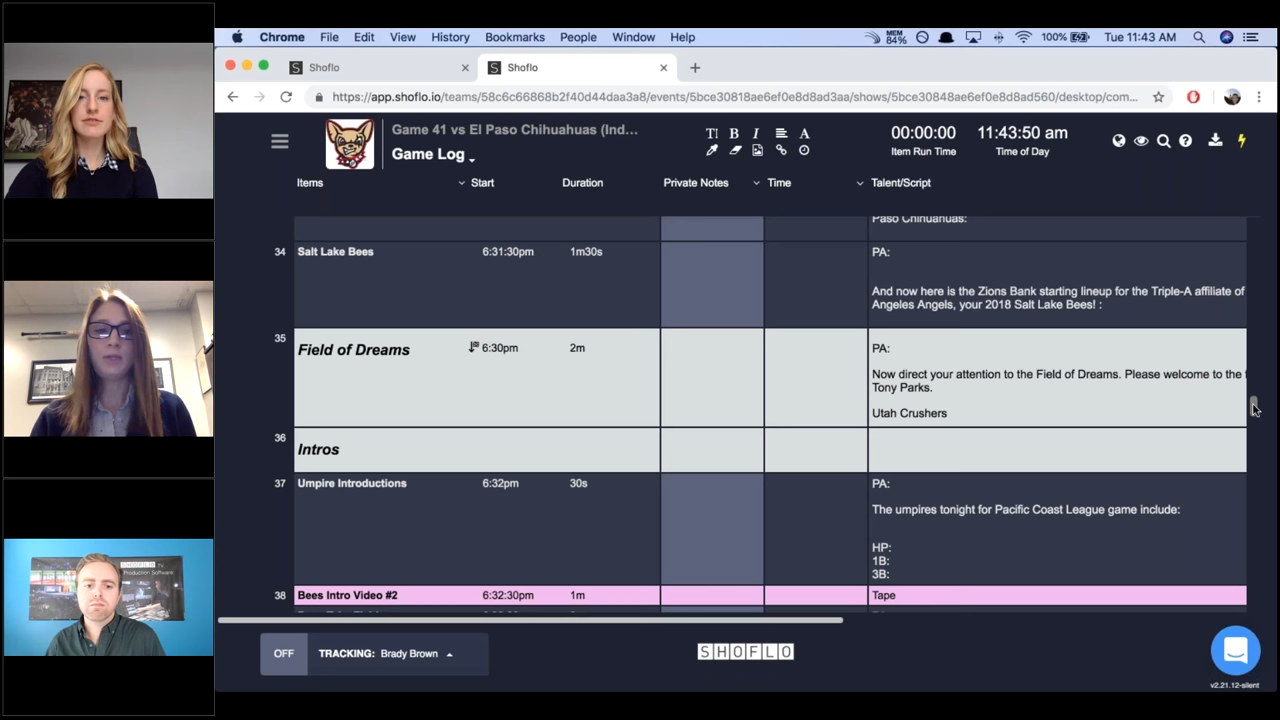 Chrome File Edit View History Bookmarks People Window Help MEM 84% 100% Tue 11:43 AM
Shoflo Shoflo
https://app.shoflo.io/teams/58c6c66868b2f40d44daa3a8/events/5bce30818ae6ef0e8d8ad3aa/shows/5bce30848ae6ef0e8d8ad560/desktop/com...
Game 41 vs El Paso Chihuahuas (Ind...
Game Log
T B I A
00:00:00 11:43:50 am
Item Run Time Time of Day
Items Start Duration Private Notes Time Talent/Script
Paso Chihuahuas:
34 Salt Lake Bees 6:31:30pm 1m30s PA:
And now here is the Zions Bank starting lineup for the Triple-A affiliate of
Angeles Angels, your 2018 Salt Lake Bees! :
35 Field of Dreams 6:30pm 2m PA:
Now direct your attention to the Field of Dreams. Please welcome to the
Tony Parks.
Utah Crushers
36 Intros
37 Umpire Introductions 6:32pm 30s PA:
The umpires tonight for Pacific Coast League game include:
HP:
1B:
3B:
38 Bees Intro Video #2 6:32:30pm 1m Tape
OFF TRACKING: Brady Brown
SHOFLO
v2.21.12-silent
SHOFLO TV
Production Software